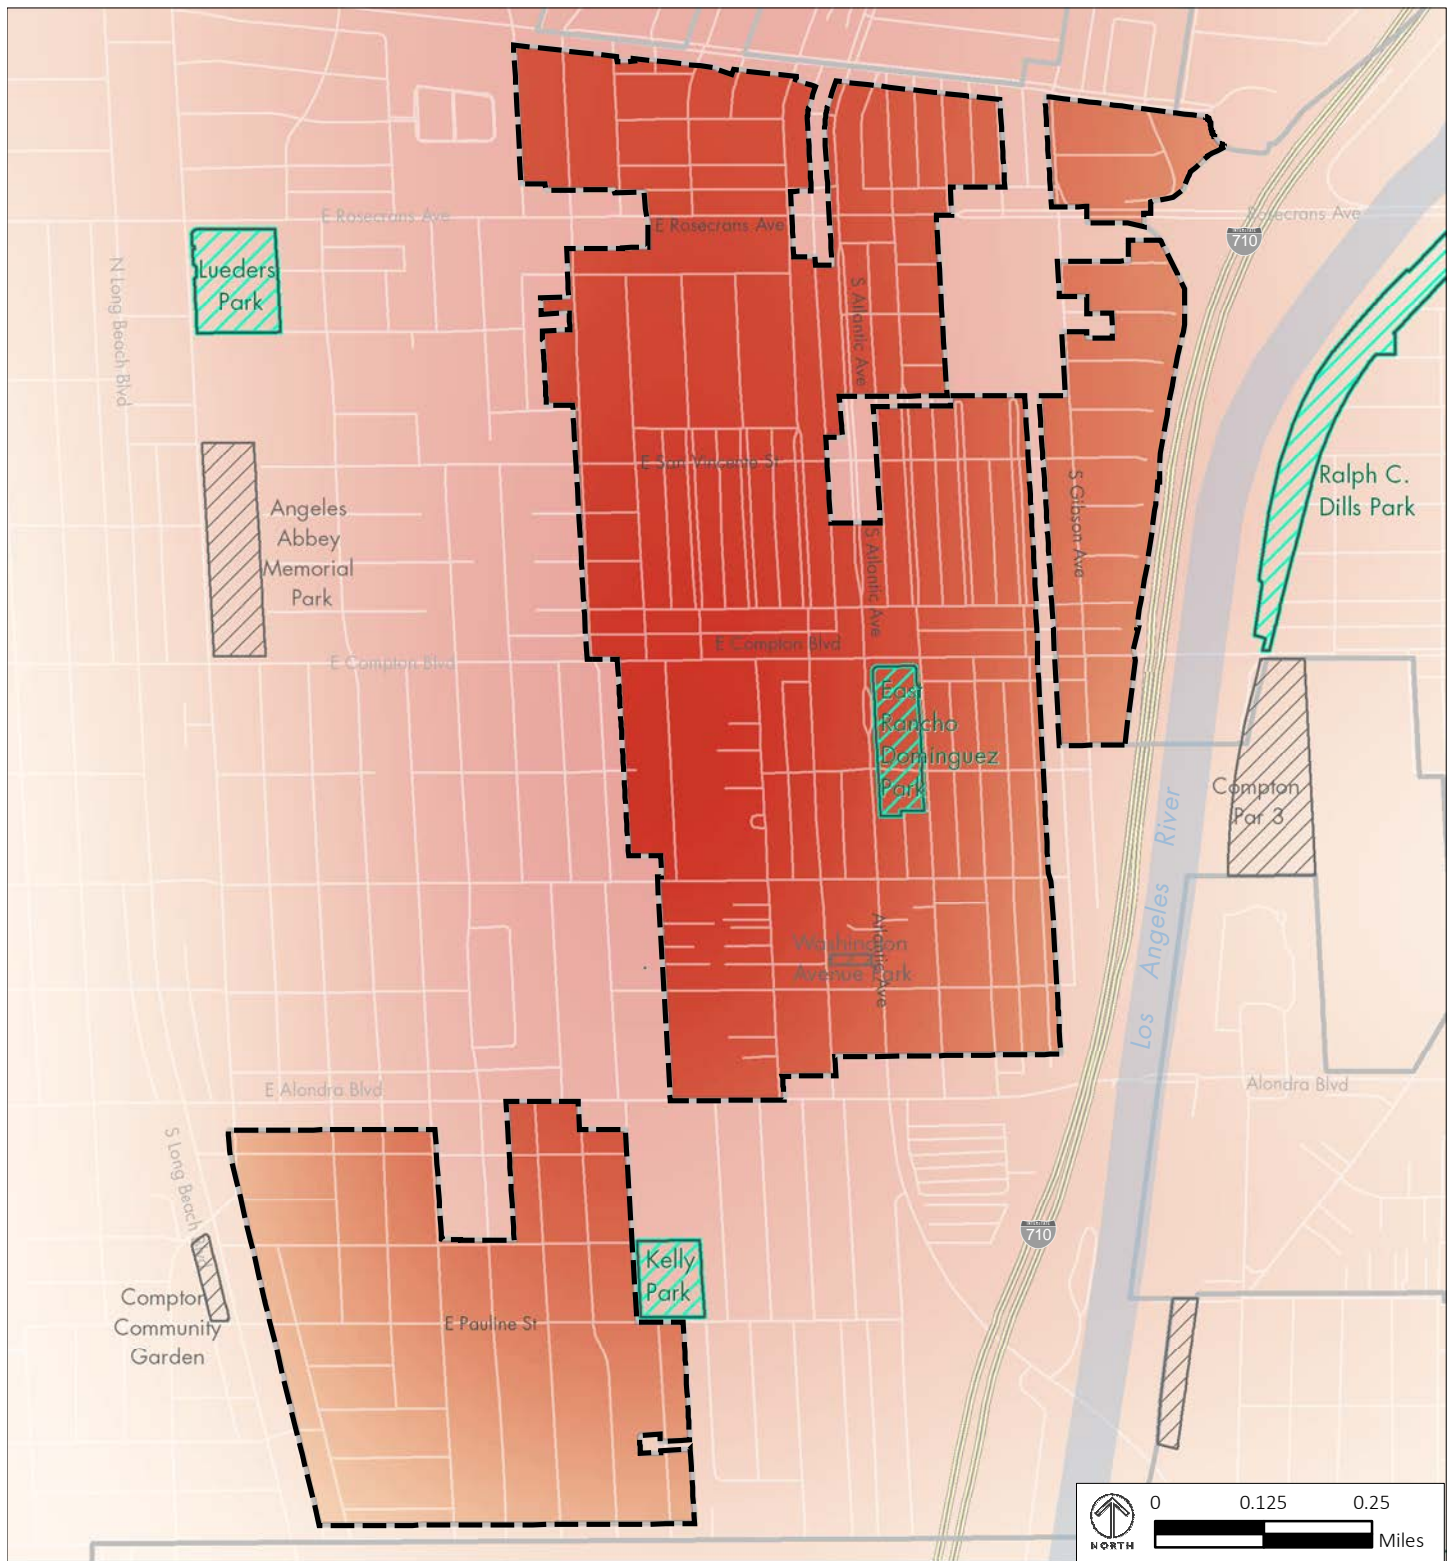 E Rosecrans Ave
E Rosecrans Ave
Rosecrans Ave
710
Lueders
Park
N Long Beach Blvd
S Atlantic Ave
E San Vincente St
Ralph C.
Dills Park
Angeles
Abbey
Memorial
Park
S Gibson Ave
S Atlantic Ave
E Compton Blvd
E Compton Blvd
East
Rancho
Dominguez
Park
Compton
Par 3
Los Angeles River
Washington
Avenue Park
Atlantic Ave
E Alondra Blvd
Alondra Blvd
S Long Beach Blvd
710
Kelly
Park
Compton
Community
Garden
E Pauline St
NORTH
0 0.125 0.25
Miles